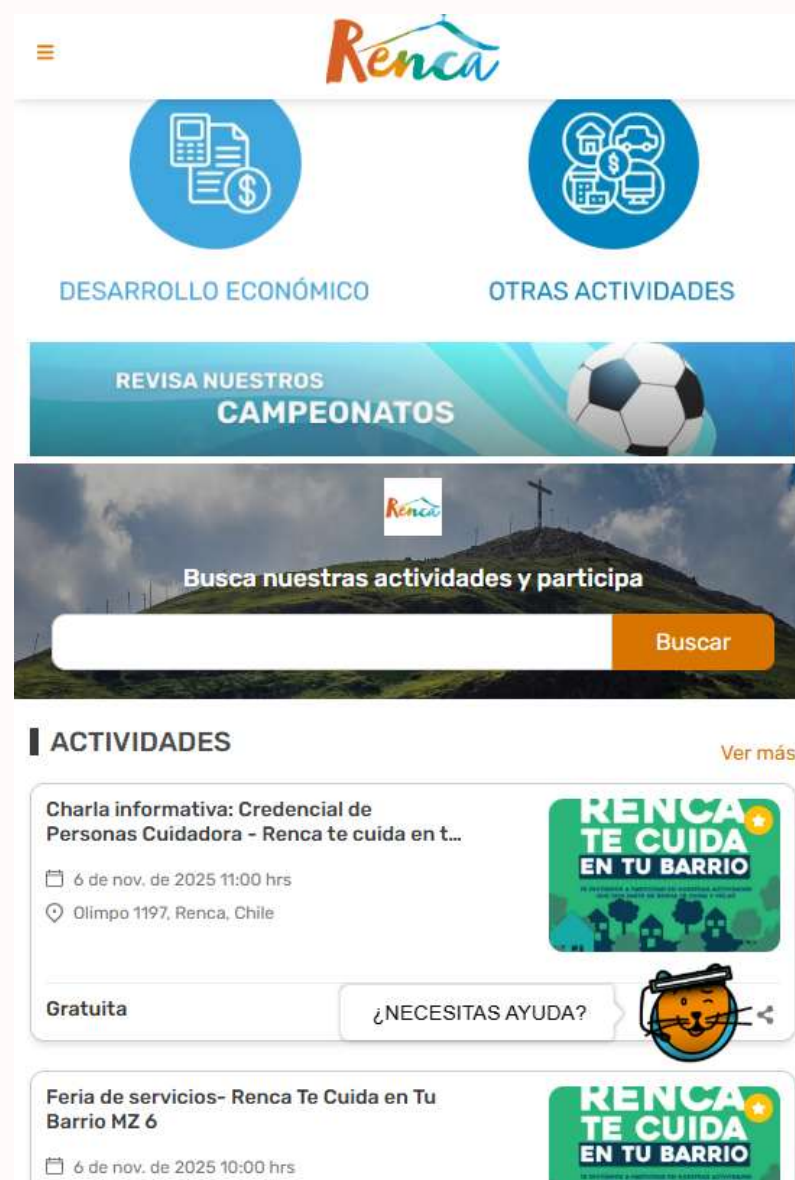 Renca
DESARROLLO ECONÓMICO
OTRAS ACTIVIDADES
REVISA NUESTROS
CAMPEONATOS
Renca
Busca nuestras actividades y participa
Buscar
ACTIVIDADES
Ver más
Charla informativa: Credencial de
Personas Cuidadora - Renca te cuida en t...
6 de nov. de 2025 11:00 hrs
Olimpo 1197, Renca, Chile
RENCA
TE CUIDA
EN TU BARRIO
Gratuita
¿NECESITAS AYUDA?
Feria de servicios- Renca Te Cuida en Tu
Barrio MZ 6
6 de nov. de 2025 10:00 hrs
RENCA
TE CUIDA
EN TU BARRIO